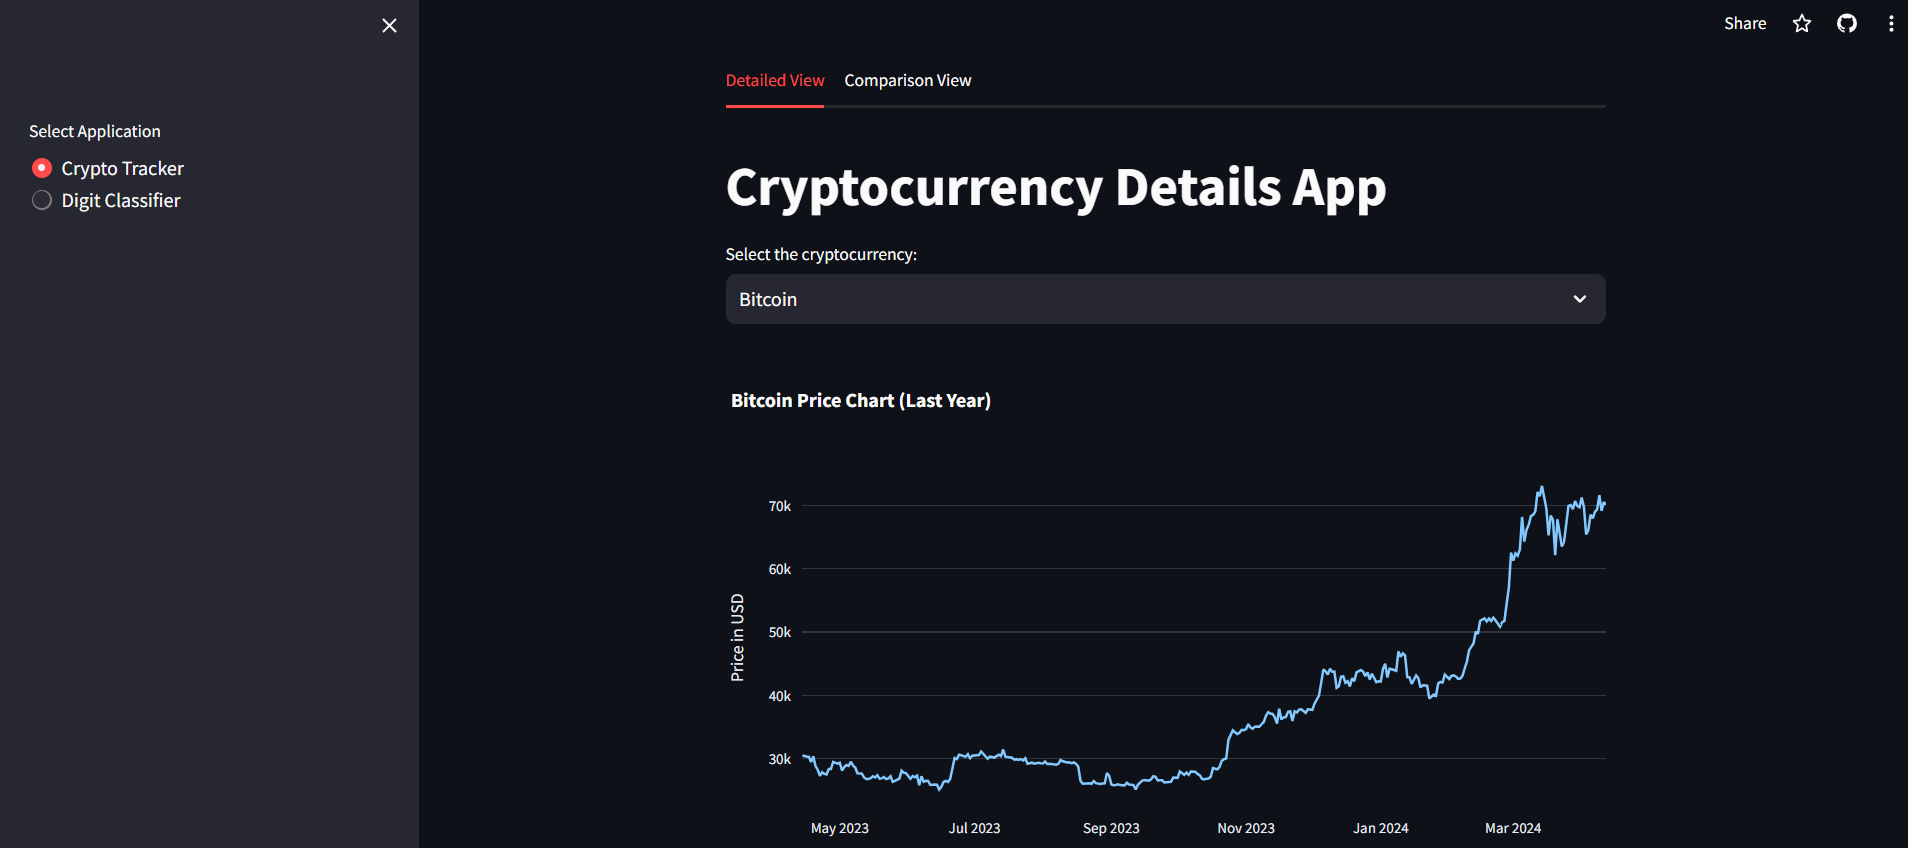 Share
Select Application
Crypto Tracker
Digit Classifier
Detailed View Comparison View
Cryptocurrency Details App
Select the cryptocurrency:
Bitcoin
Bitcoin Price Chart (Last Year)
Price in USD
70k
60k
50k
40k
30k
May 2023 Jul 2023 Sep 2023 Nov 2023 Jan 2024 Mar 2024